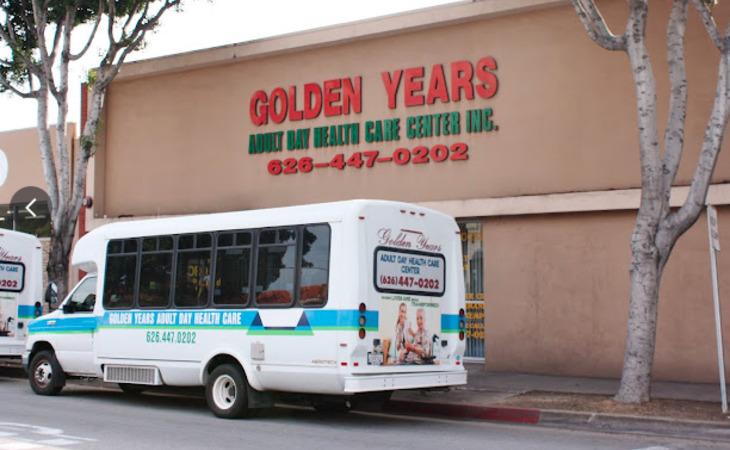 GOLDEN YEARS
ADULT DAY HEALTH CARE CENTER INC.
626-447-0202
Golden Years
ADULT DAY HEALTH CARE
CENTER
(626)447-0202
GOLDEN YEARS ADULT DAY HEALTH CARE
626.447.0202